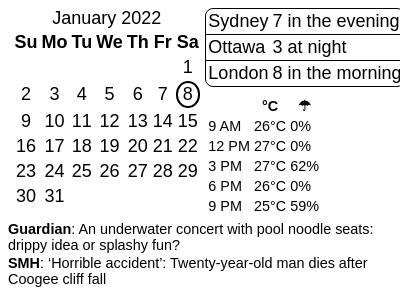 January 2022
Su Mo Tu We Th Fr Sa
1
2 3 4 5 6 7 8
9 10 11 12 13 14 15
16 17 18 19 20 21 22
23 24 25 26 27 28 29
30 31
Sydney 7 in the evening
Ottawa 3 at night
London 8 in the morning
°C ☂
9 AM 26°C 0%
12 PM 27°C 0%
3 PM 27°C 62%
6 PM 26°C 0%
9 PM 25°C 59%
Guardian: An underwater concert with pool noodle seats:
drippy idea or splashy fun?
SMH: ‘Horrible accident’: Twenty-year-old man dies after
Coogee cliff fall